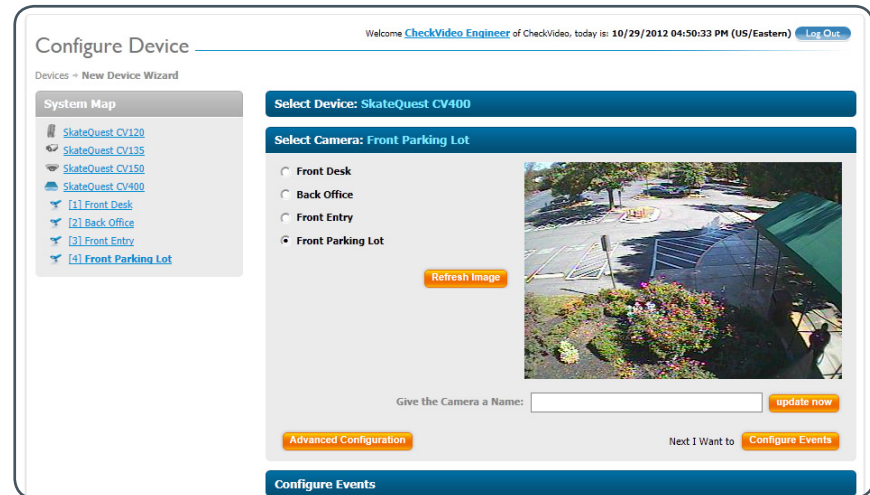 Welcome CheckVideo Engineer of CheckVideo, today is: 10/29/2012 04:50:33 PM (US/Eastern) Log Out
Configure Device
Devices → New Device Wizard
System Map
SkateQuest CV120
SkateQuest CV135
SkateQuest CV150
SkateQuest CV400
[1] Front Desk
[2] Back Office
[3] Front Entry
[4] Front Parking Lot
Select Device: SkateQuest CV400
Select Camera: Front Parking Lot
Front Desk
Back Office
Front Entry
Front Parking Lot
Refresh Image
Give the Camera a Name:
update now
Advanced Configuration
Next I Want to Configure Events
Configure Events